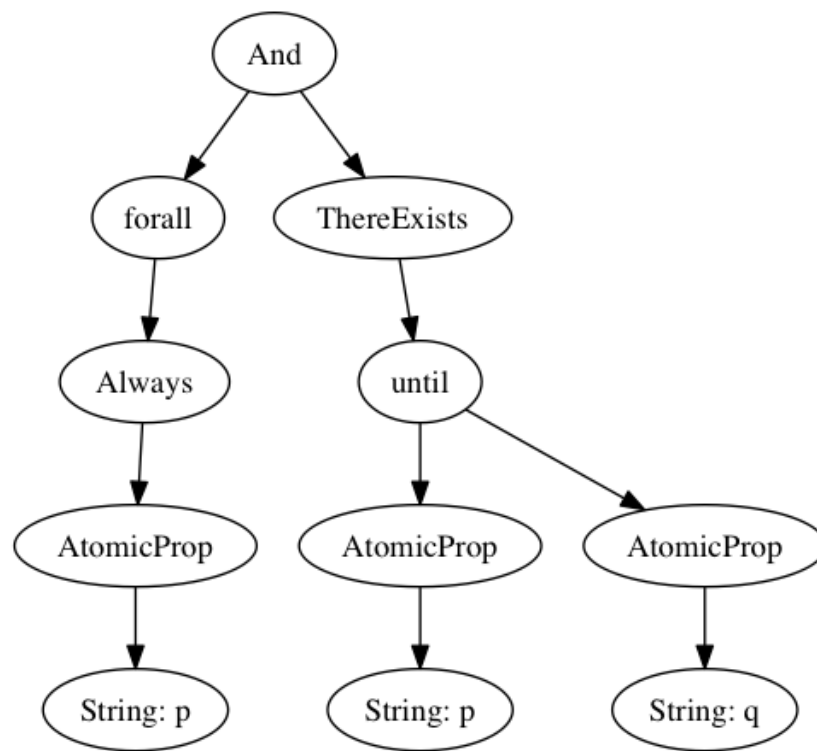 And
forall
ThereExists
Always
until
AtomicProp
AtomicProp
AtomicProp
String: p
String: p
String: q